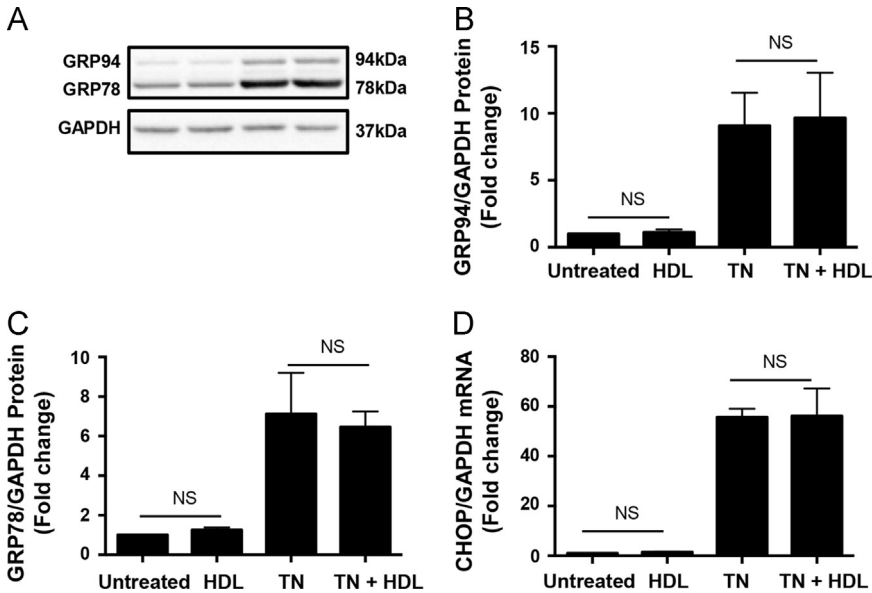 A
GRP94
94kDa
GRP78
78kDa
GAPDH
37kDa
B
GRP94/GAPDH Protein
(Fold change)
15
10
5
0
NS
NS
Untreated HDL TN TN + HDL
C
GRP78/GAPDH Protein
(Fold change)
10
8
6
4
2
0
NS
NS
Untreated HDL TN TN + HDL
D
CHOP/GAPDH mRNA
(Fold change)
80
60
40
20
0
NS
NS
Untreated HDL TN TN + HDL